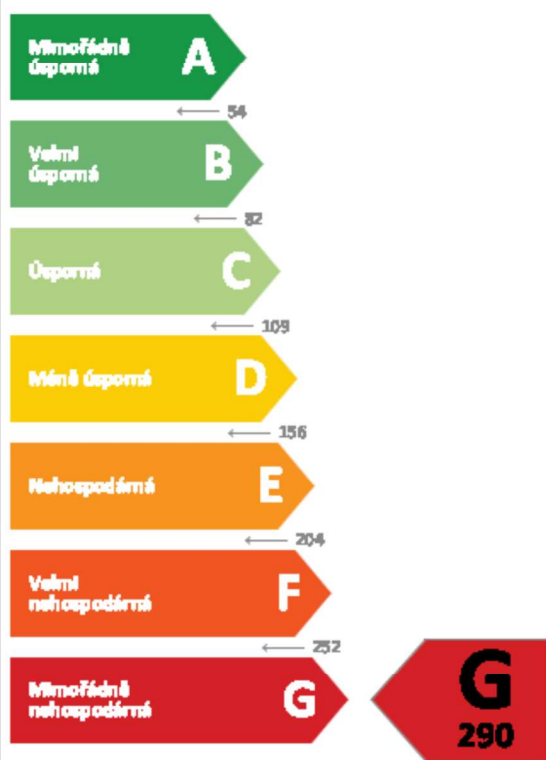 Mimořádně
úsporná
A
54
Velmi
úsporná
B
82
Úsporná
C
109
Méně úsporná
D
156
Nehospodárná
E
204
Velmi
nehospodárná
F
252
Mimořádně
nehospodárná
G
G
290